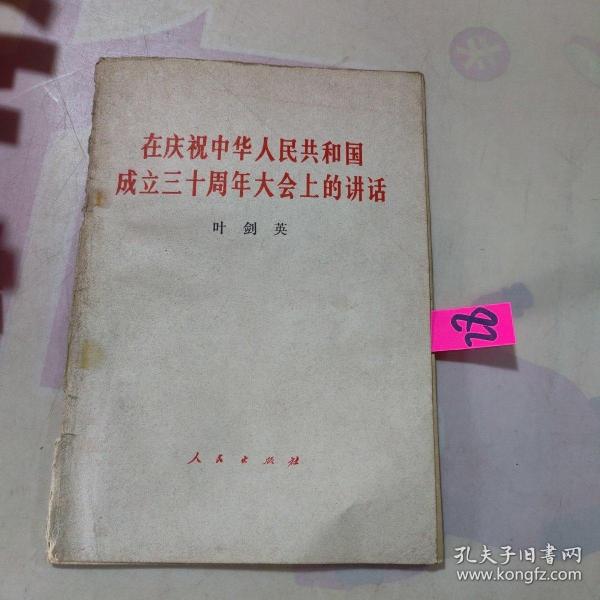 在庆祝中华人民共和国
成立三十周年大会上的讲话
叶剑英
28
人民出版社
孔夫子旧书网
www.kongfz.com